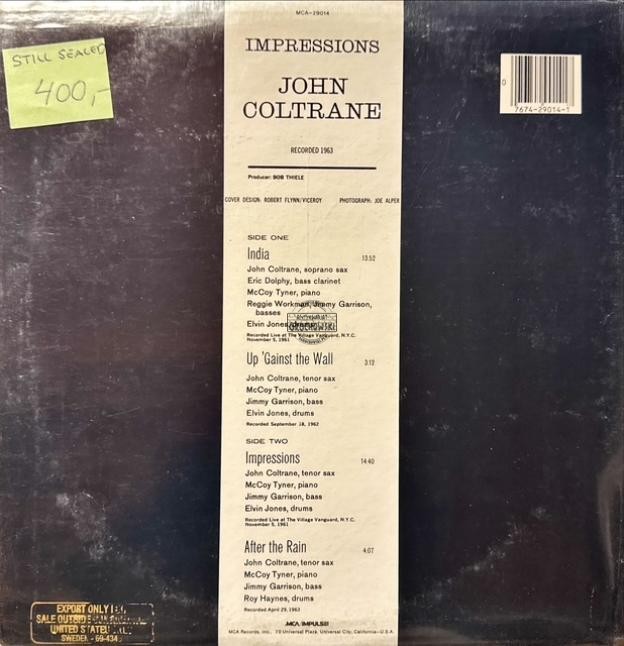 MCA-29014
STILL SEALED
400,-
IMPRESSIONS
JOHN
COLTRANE
0
7674-29014-1
RECORDED 1963
Producer: BOB THIELE
COVER DESIGN: ROBERT FLYNN/VICEROY PHOTOGRAPH: JOE ALPER
SIDE ONE
India 13:52
John Coltrane, soprano sax
Eric Dolphy, bass clarinet
McCoy Tyner, piano
Reggie Workman, Jimmy Garrison,
basses
Elvin Jones, drums
Recorded Live at The Village Vanguard, N.Y.C.
November 5, 1961
Up 'Gainst the Wall 3:12
John Coltrane, tenor sax
McCoy Tyner, piano
Jimmy Garrison, bass
Elvin Jones, drums
Recorded September 18, 1962
SIDE TWO
Impressions 14:40
John Coltrane, tenor sax
McCoy Tyner, piano
Jimmy Garrison, bass
Elvin Jones, drums
Recorded Live at The Village Vanguard, N.Y.C.
November 5, 1961
After the Rain 4:07
John Coltrane, tenor sax
McCoy Tyner, piano
Jimmy Garrison, bass
Roy Haynes, drums
Recorded April 29, 1963
MCA/IMPULSE!
MCA Records, Inc., 70 Universal Plaza, Universal City, California—U.S.A.
EXPORT ONLY
SALE OUTSIDE
UNITED STATES
SWEDEN - 69-434